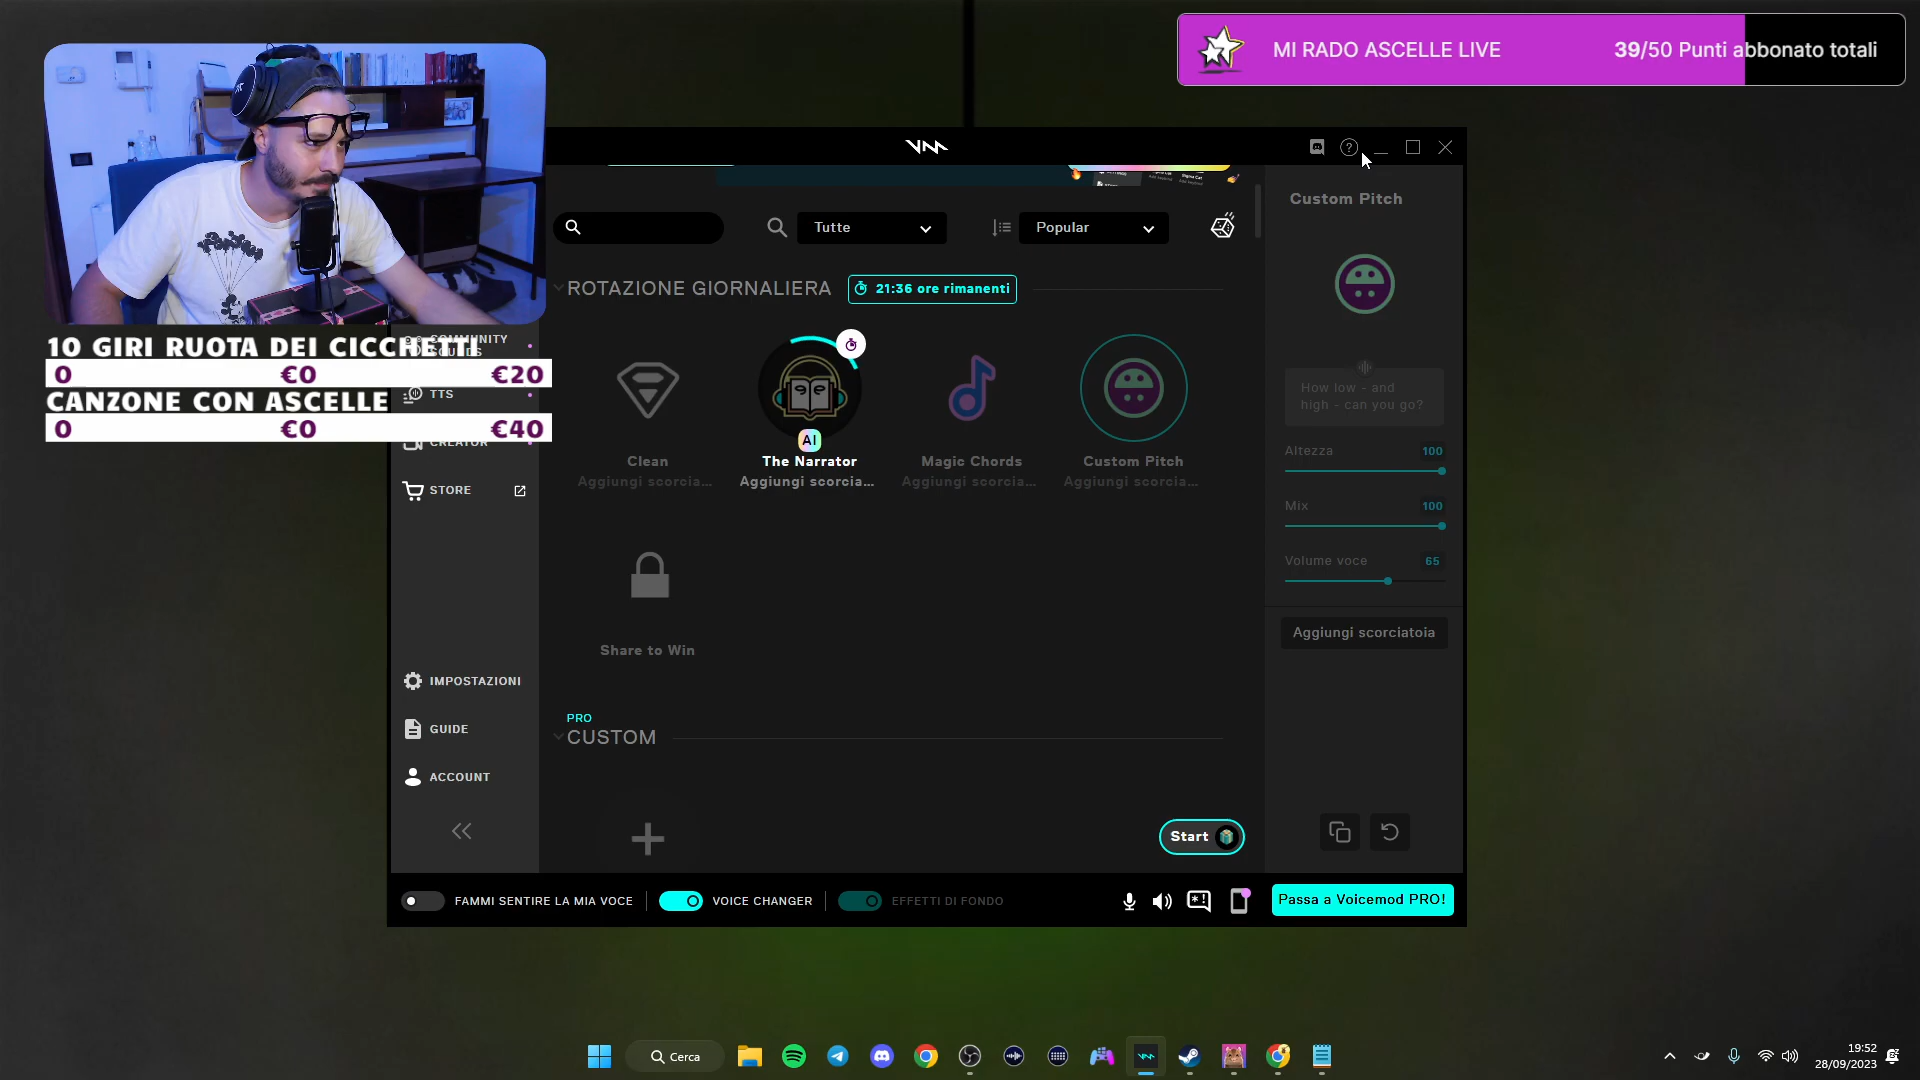 MI RADO ASCELLE LIVE
39/50 Punti abbonato totali
10 GIRI RUOTA DEI CICCHETTI
0 €0 €20
CANZONE CON ASCELLE
0 €0 €40
COMMUNITY
TTS
CREATOR
STORE
IMPOSTAZIONI
GUIDE
ACCOUNT
Tutte
Popular
ROTAZIONE GIORNALIERA
21:36 ore rimanenti
AI
Clean
Aggiungi scorcia...
The Narrator
Aggiungi scorcia...
Magic Chords
Aggiungi scorcia...
Custom Pitch
Aggiungi scorcia...
Share to Win
PRO
CUSTOM
Start
Custom Pitch
How low - and
high - can you go?
Altezza 100
Mix 100
Volume voce 65
Aggiungi scorciatoia
FAMMI SENTIRE LA MIA VOCE
VOICE CHANGER
EFFETTI DI FONDO
Passa a Voicemod PRO!
Cerca
19:52
28/09/2023